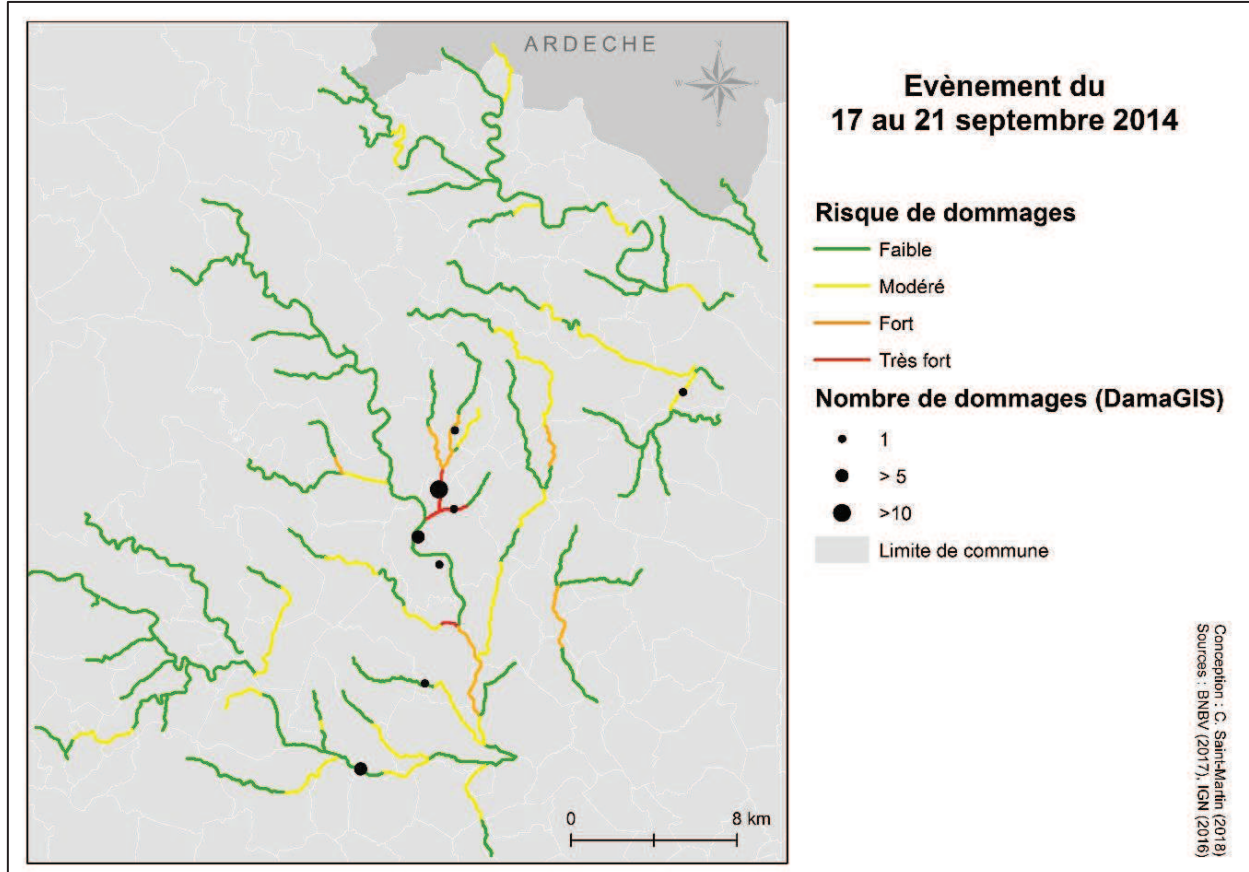 ARDECHE
N
W
E
S
0
8 km
Evènement du
17 au 21 septembre 2014
Risque de dommages
Faible
Modéré
Fort
Très fort
Nombre de dommages (DamaGIS)
1
> 5
>10
Limite de commune
Conception : C. Saint-Martin (2018)
Sources : BNBV (2017), IGN (2016)